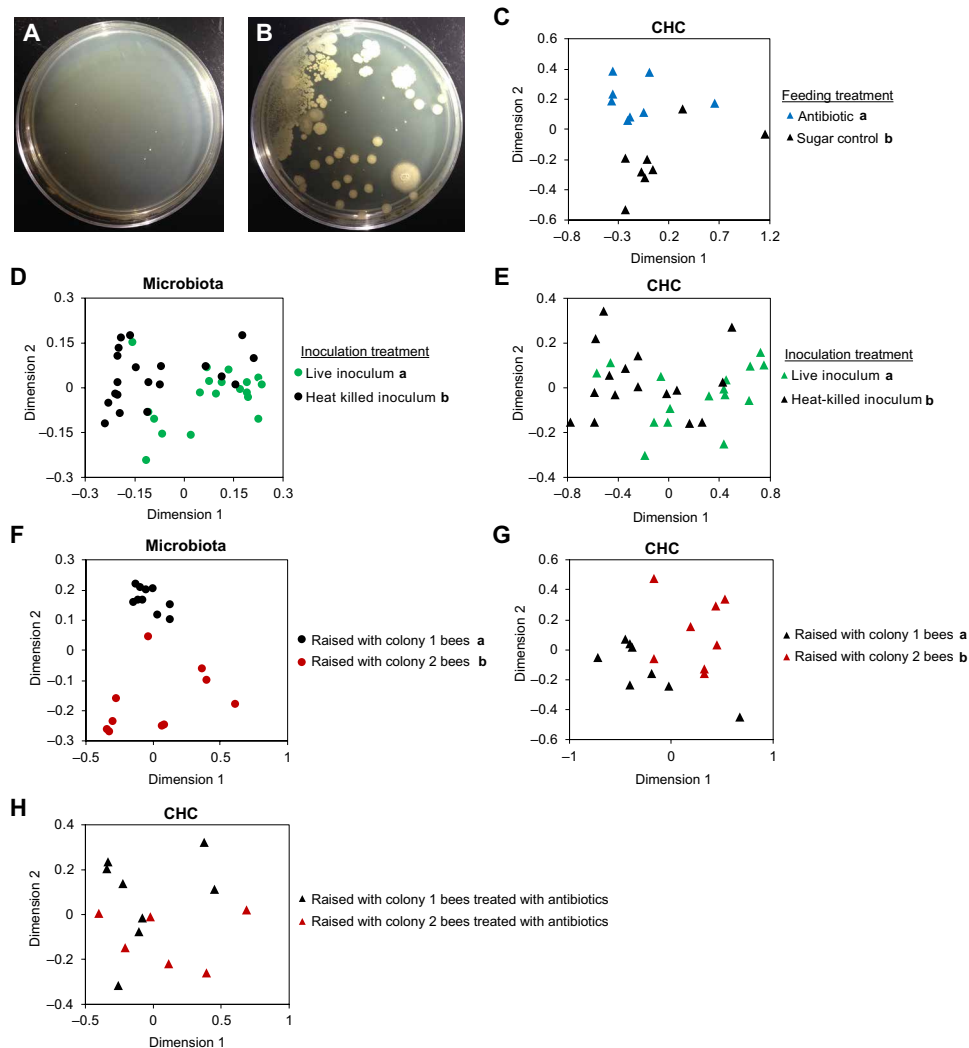 A
B
C
CHC
0.6
0.4
0.2
0
–0.2
–0.4
–0.6
–0.8
–0.3
0.2
0.7
1.2
Dimension 2
Dimension 1
Feeding treatment
Antibiotic a
Sugar control b
D
Microbiota
0.3
0.15
0
–0.15
–0.3
–0.3
–0.15
0
0.15
0.3
Dimension 2
Dimension 1
Inoculation treatment
Live inoculum a
Heat killed inoculum b
E
CHC
0.4
0.2
0
–0.2
–0.4
–0.8
–0.4
0
0.4
0.8
Dimension 2
Dimension 1
Inoculation treatment
Live inoculum a
Heat-killed inoculum b
F
Microbiota
0.3
0.2
0.1
0
–0.1
–0.2
–0.3
–0.5
0
0.5
1
Dimension 2
Dimension 1
Raised with colony 1 bees a
Raised with colony 2 bees b
G
CHC
0.6
0.4
0.2
0
–0.2
–0.4
–0.6
–1
0
1
Dimension 2
Dimension 1
Raised with colony 1 bees a
Raised with colony 2 bees b
H
CHC
0.4
0.2
0
–0.2
–0.4
–0.5
0
0.5
1
Dimension 2
Dimension 1
Raised with colony 1 bees treated with antibiotics
Raised with colony 2 bees treated with antibiotics